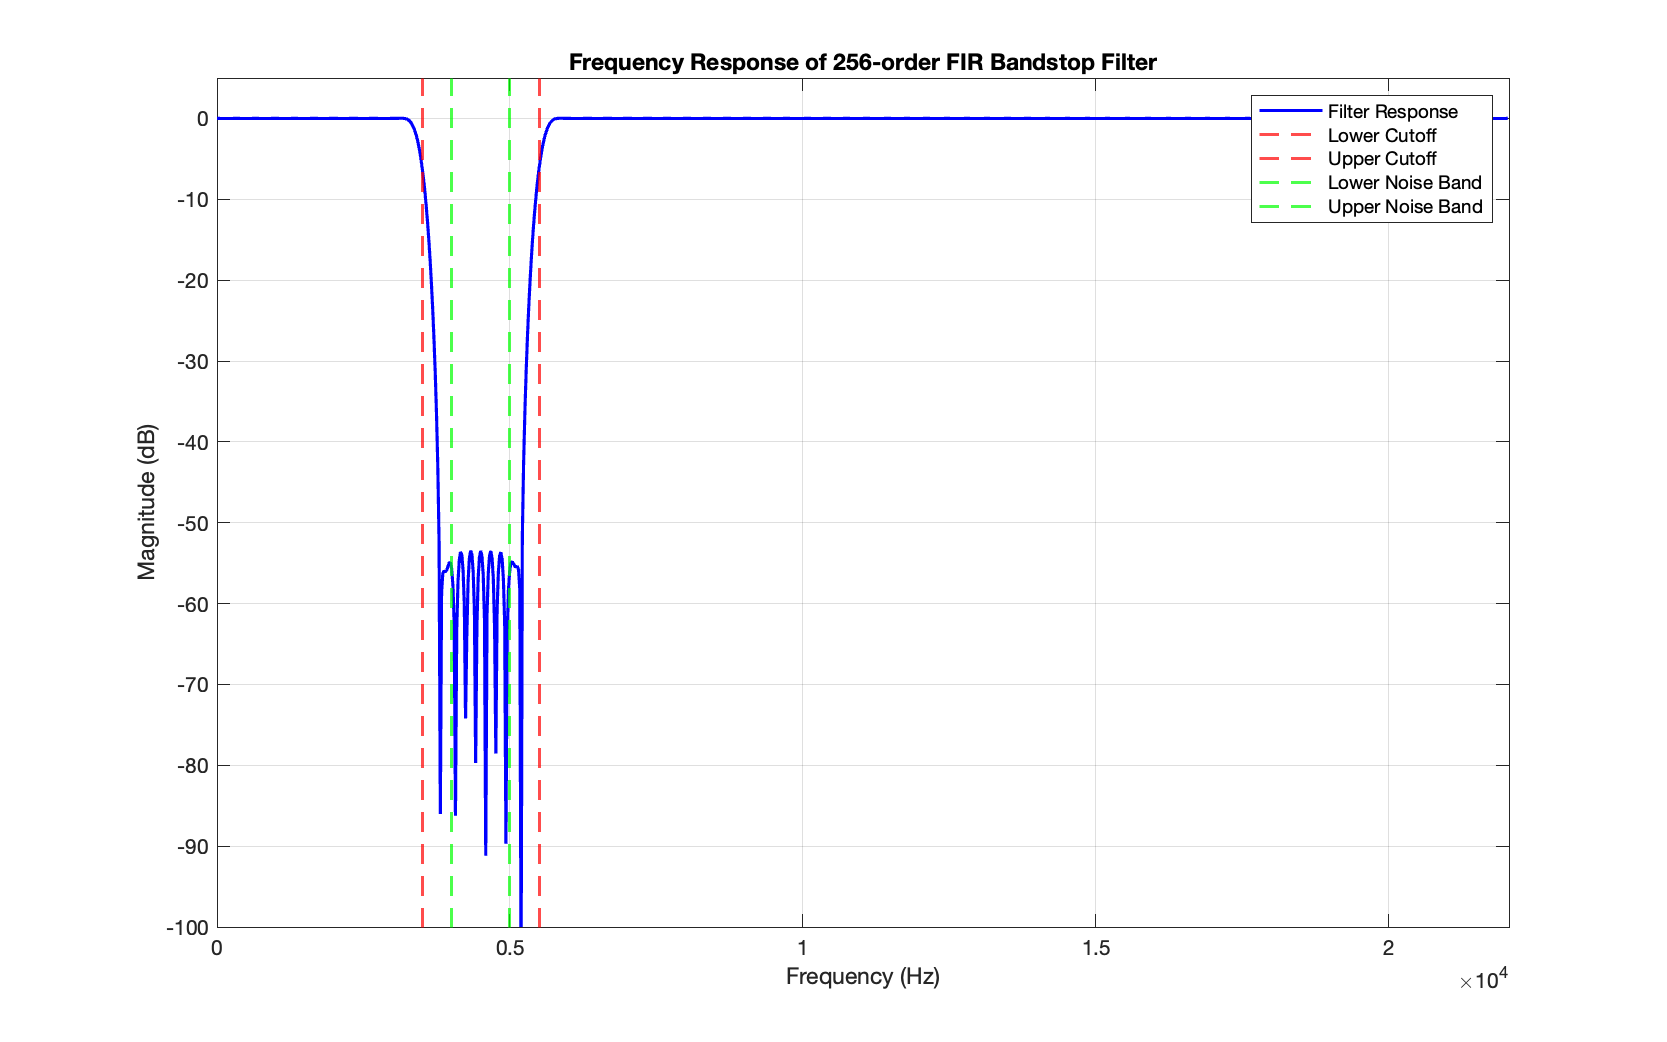 Frequency Response of 256-order FIR Bandstop Filter
Filter Response
Lower Cutoff
Upper Cutoff
Lower Noise Band
Upper Noise Band
Magnitude (dB)
0
-10
-20
-30
-40
-50
-60
-70
-80
-90
-100
0
0.5
1
1.5
2
×10⁴
Frequency (Hz)